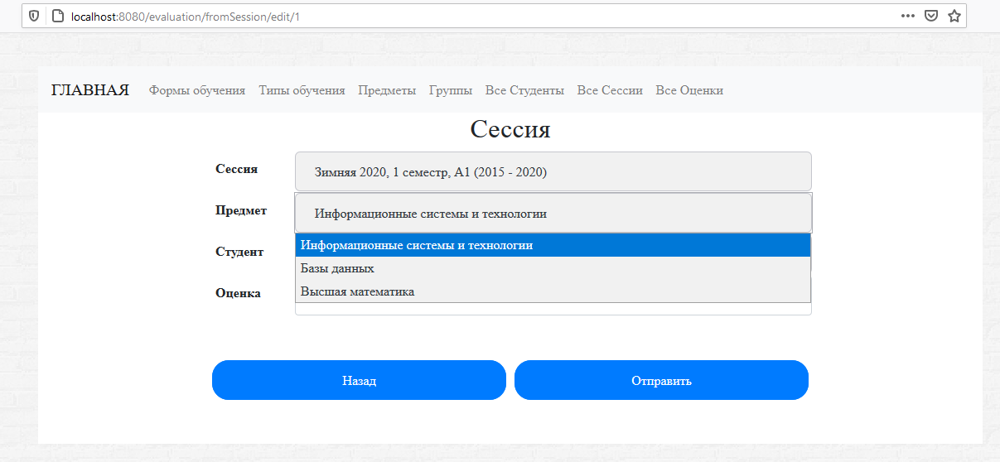 localhost:8080/evaluation/fromSession/edit/1
ГЛАВНАЯ Формы обучения Типы обучения Предметы Группы Все Студенты Все Сессии Все Оценки
Сессия
Сессия Зимняя 2020, 1 семестр, А1 (2015 - 2020)
Предмет Информационные системы и технологии
Информационные системы и технологии
Студент
Базы данных
Высшая математика
Оценка
Назад Отправить